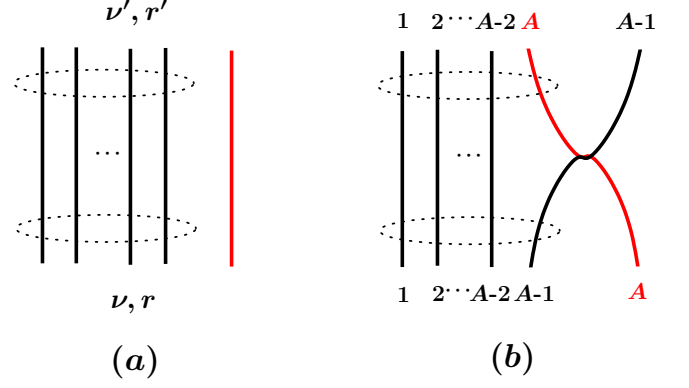 ν′, r′
1 2 ··· A-2 A A-1
...
...
1 2 ··· A-2 A-1 A
ν, r
(a)
(b)